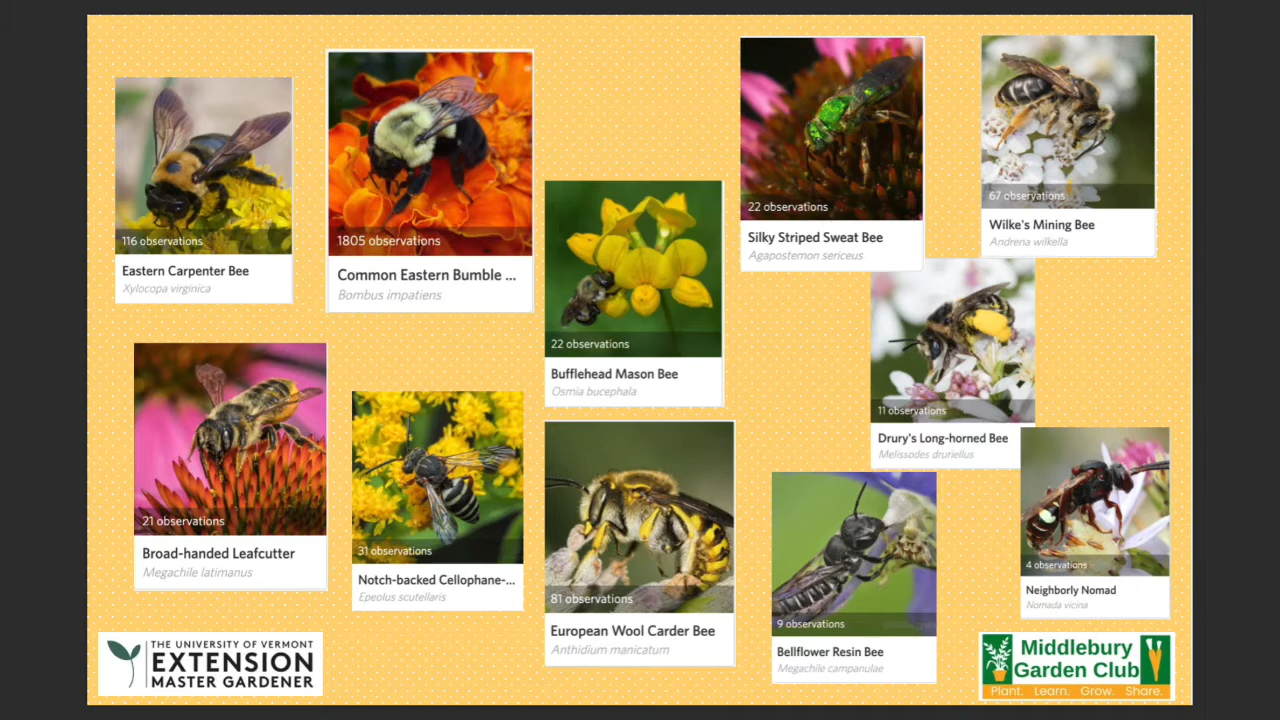 116 observations
Eastern Carpenter Bee
Xylocopa virginica
1805 observations
Common Eastern Bumble ...
Bombus impatiens
22 observations
Bufflehead Mason Bee
Osmia bucephala
22 observations
Silky Striped Sweat Bee
Agapostemon sericeus
67 observations
Wilke's Mining Bee
Andrena wilkella
11 observations
Drury's Long-horned Bee
Melissodes druriellus
21 observations
Broad-handed Leafcutter
Megachile latimanus
31 observations
Notch-backed Cellophane-...
Epeolus scutellaris
81 observations
European Wool Carder Bee
Anthidium manicatum
9 observations
Bellflower Resin Bee
Megachile campanulae
4 observations
Neighborly Nomad
Nomada vicina
THE UNIVERSITY OF VERMONT
EXTENSION
MASTER GARDENER
Middlebury
Garden Club
Plant. Learn. Grow. Share.